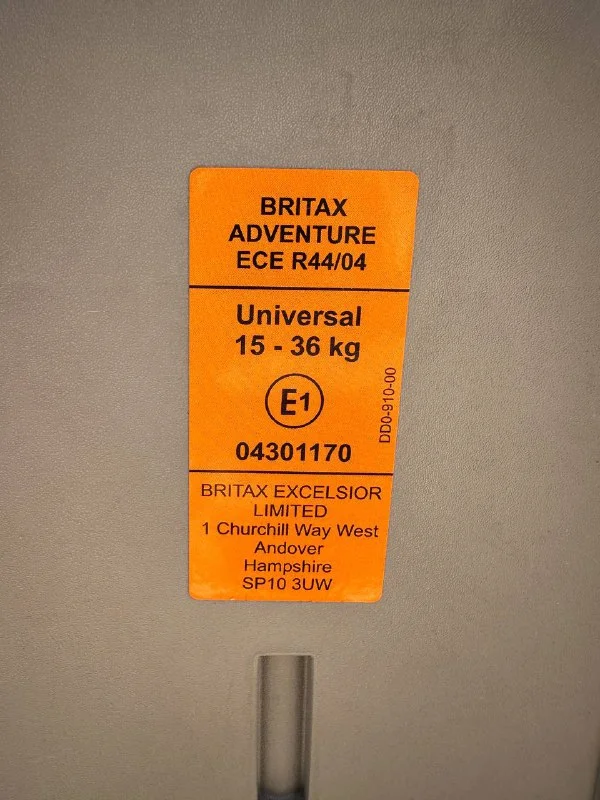 BRITAX
ADVENTURE
ECE R44/04
Universal
15 - 36 kg
E1
04301170
DD0-910-00
BRITAX EXCELSIOR
LIMITED
1 Churchill Way West
Andover
Hampshire
SP10 3UW